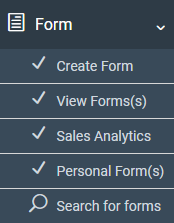 Form
Create Form
View Forms(s)
Sales Analytics
Personal Form(s)
Search for forms